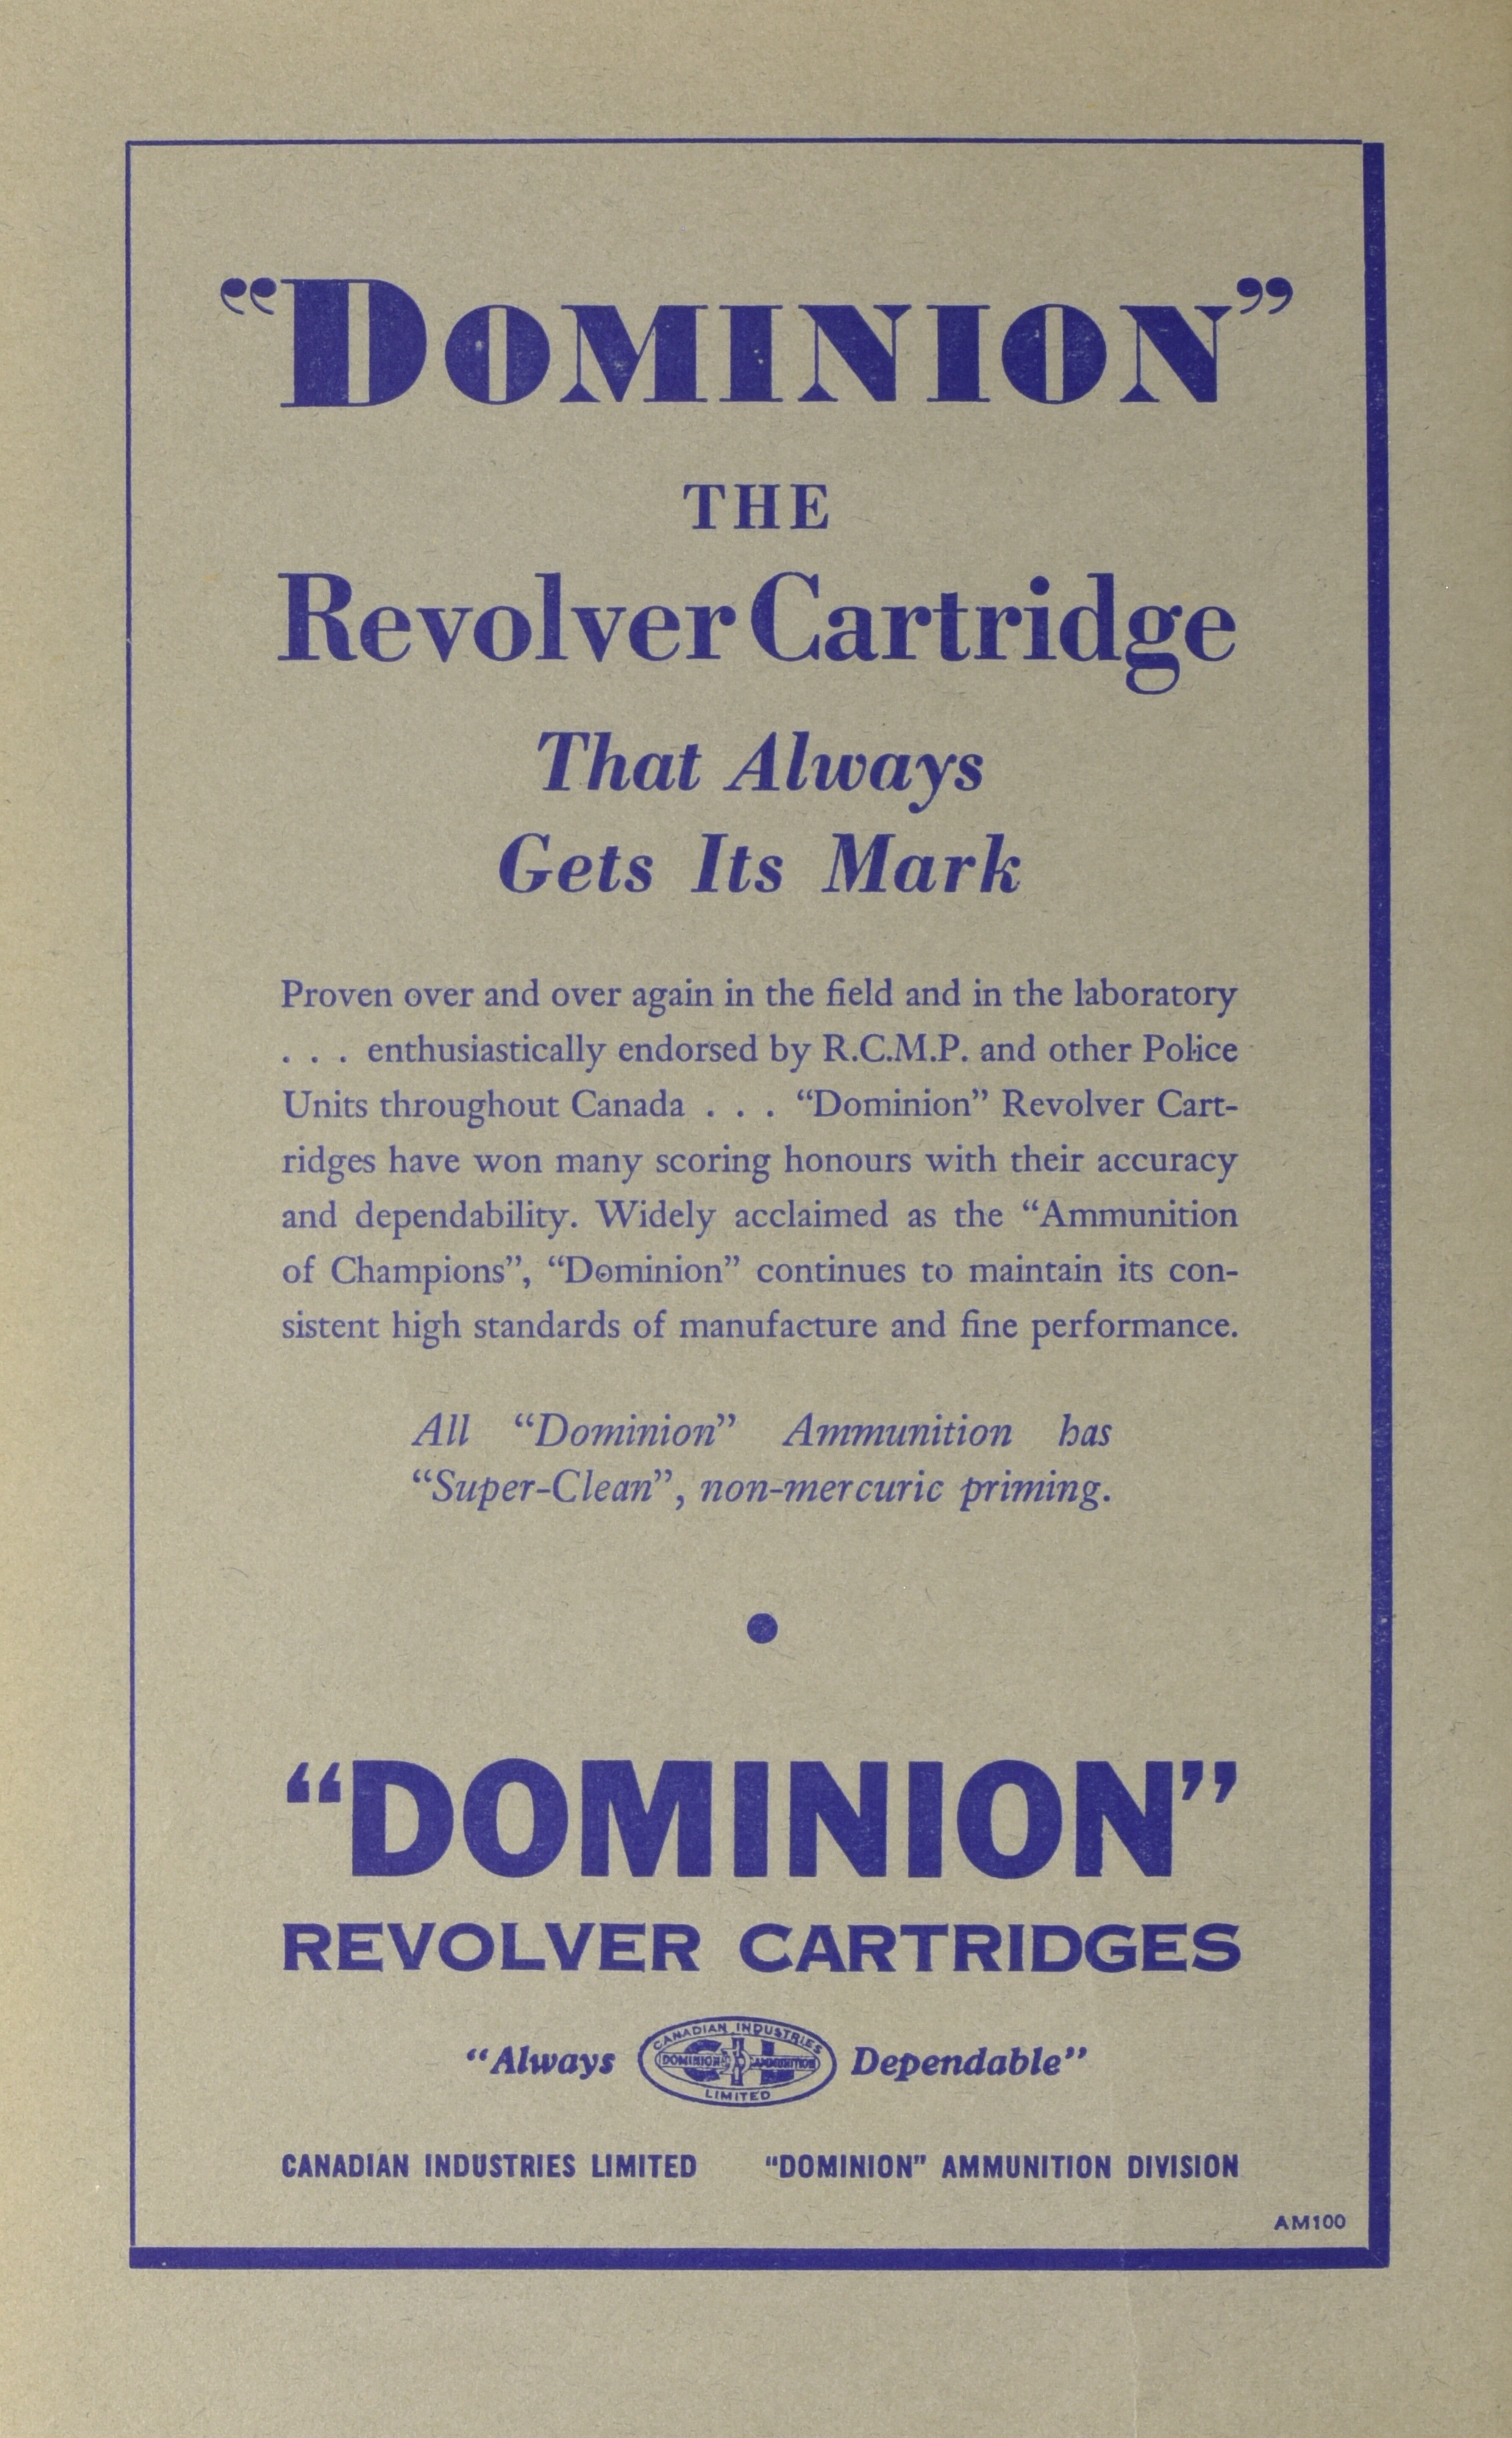 “DOMINION”
THE
Revolver Cartridge
That Always
Gets Its Mark
Proven over and over again in the field and in the laboratory
. . . enthusiastically endorsed by R.C.M.P. and other Police
Units throughout Canada . . . “Dominion” Revolver Cart-
ridges have won many scoring honours with their accuracy
and dependability. Widely acclaimed as the “Ammunition
of Champions”, “Dominion” continues to maintain its con-
sistent high standards of manufacture and fine performance.
All “Dominion” Ammunition has
“Super-Clean”, non-mercuric priming.
“DOMINION”
REVOLVER CARTRIDGES
“Always
CANADIAN INDUSTRIES
DOMINION AMMUNITION
LIMITED
Dependable”
CANADIAN INDUSTRIES LIMITED “DOMINION” AMMUNITION DIVISION
AM100